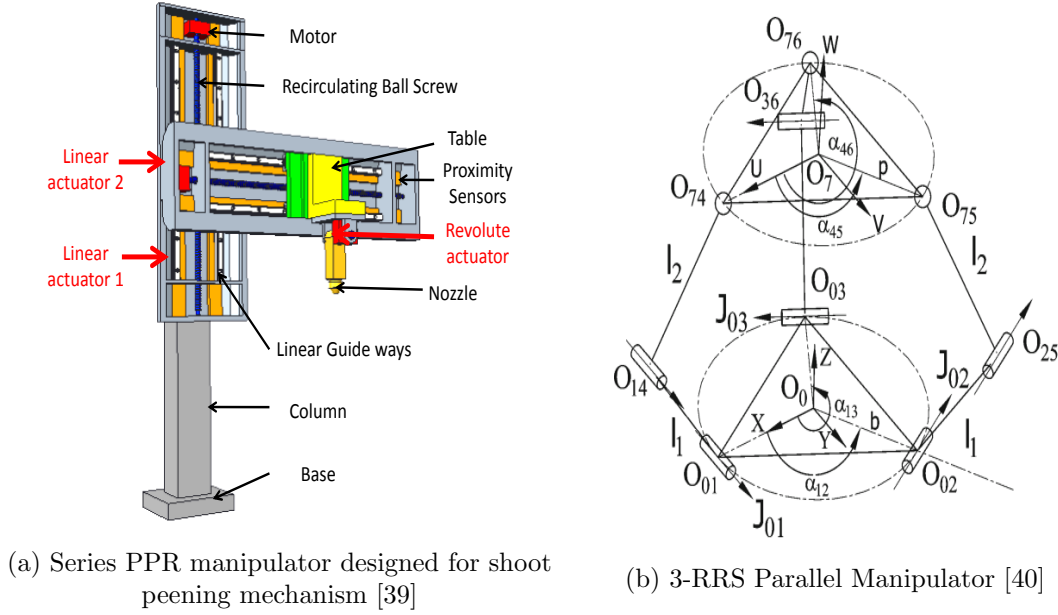 Motor
Recirculating Ball Screw
Linear
actuator 2
Table
Proximity
Sensors
Linear
actuator 1
Revolute
actuator
Nozzle
Linear Guide ways
Column
Base
(a) Series PPR manipulator designed for shoot
peening mechanism [39]
O76
W
O36
α46
U
O7
p
O74
O75
α45
V
l2
l2
O03
J03
Z
O25
O14
J02
O0
α13
X
b
Y
l1
l1
O01
O02
α12
J01
(b) 3-RRS Parallel Manipulator [40]